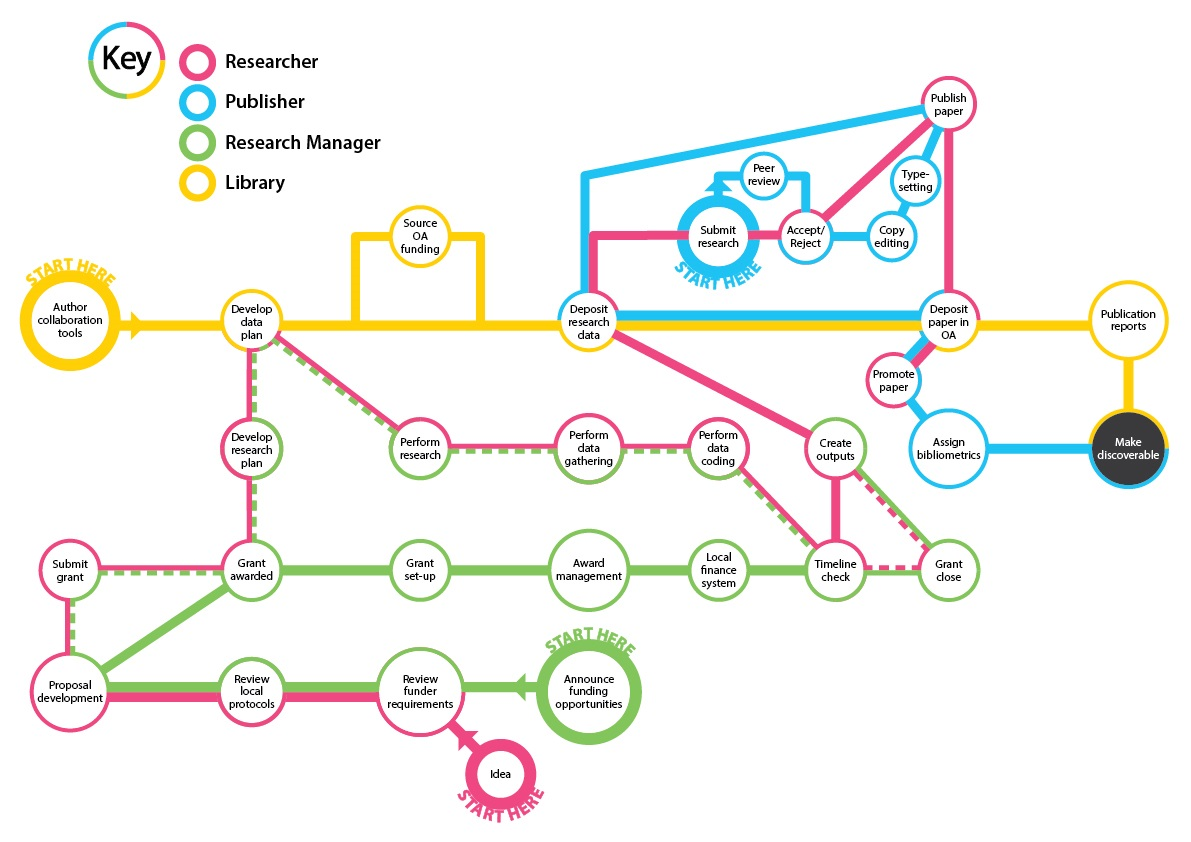 Key
Researcher
Publisher
Research Manager
Library
Publish
paper
Peer
review
Type-
setting
Source
OA
funding
Submit
research
START HERE
Accept/
Reject
Copy
editing
START HERE
Author
collaboration
tools
Develop
data
plan
Deposit
research
data
Deposit
paper in
OA
Publication
reports
Promote
paper
Develop
research
plan
Perform
research
Perform
data
gathering
Perform
data
coding
Create
outputs
Assign
bibliometrics
Make
discoverable
Submit
grant
Grant
awarded
Grant
set-up
Award
management
Local
finance
system
Timeline
check
Grant
close
Proposal
development
Review
local
protocols
Review
funder
requirements
START HERE
Announce
funding
opportunities
Idea
START HERE